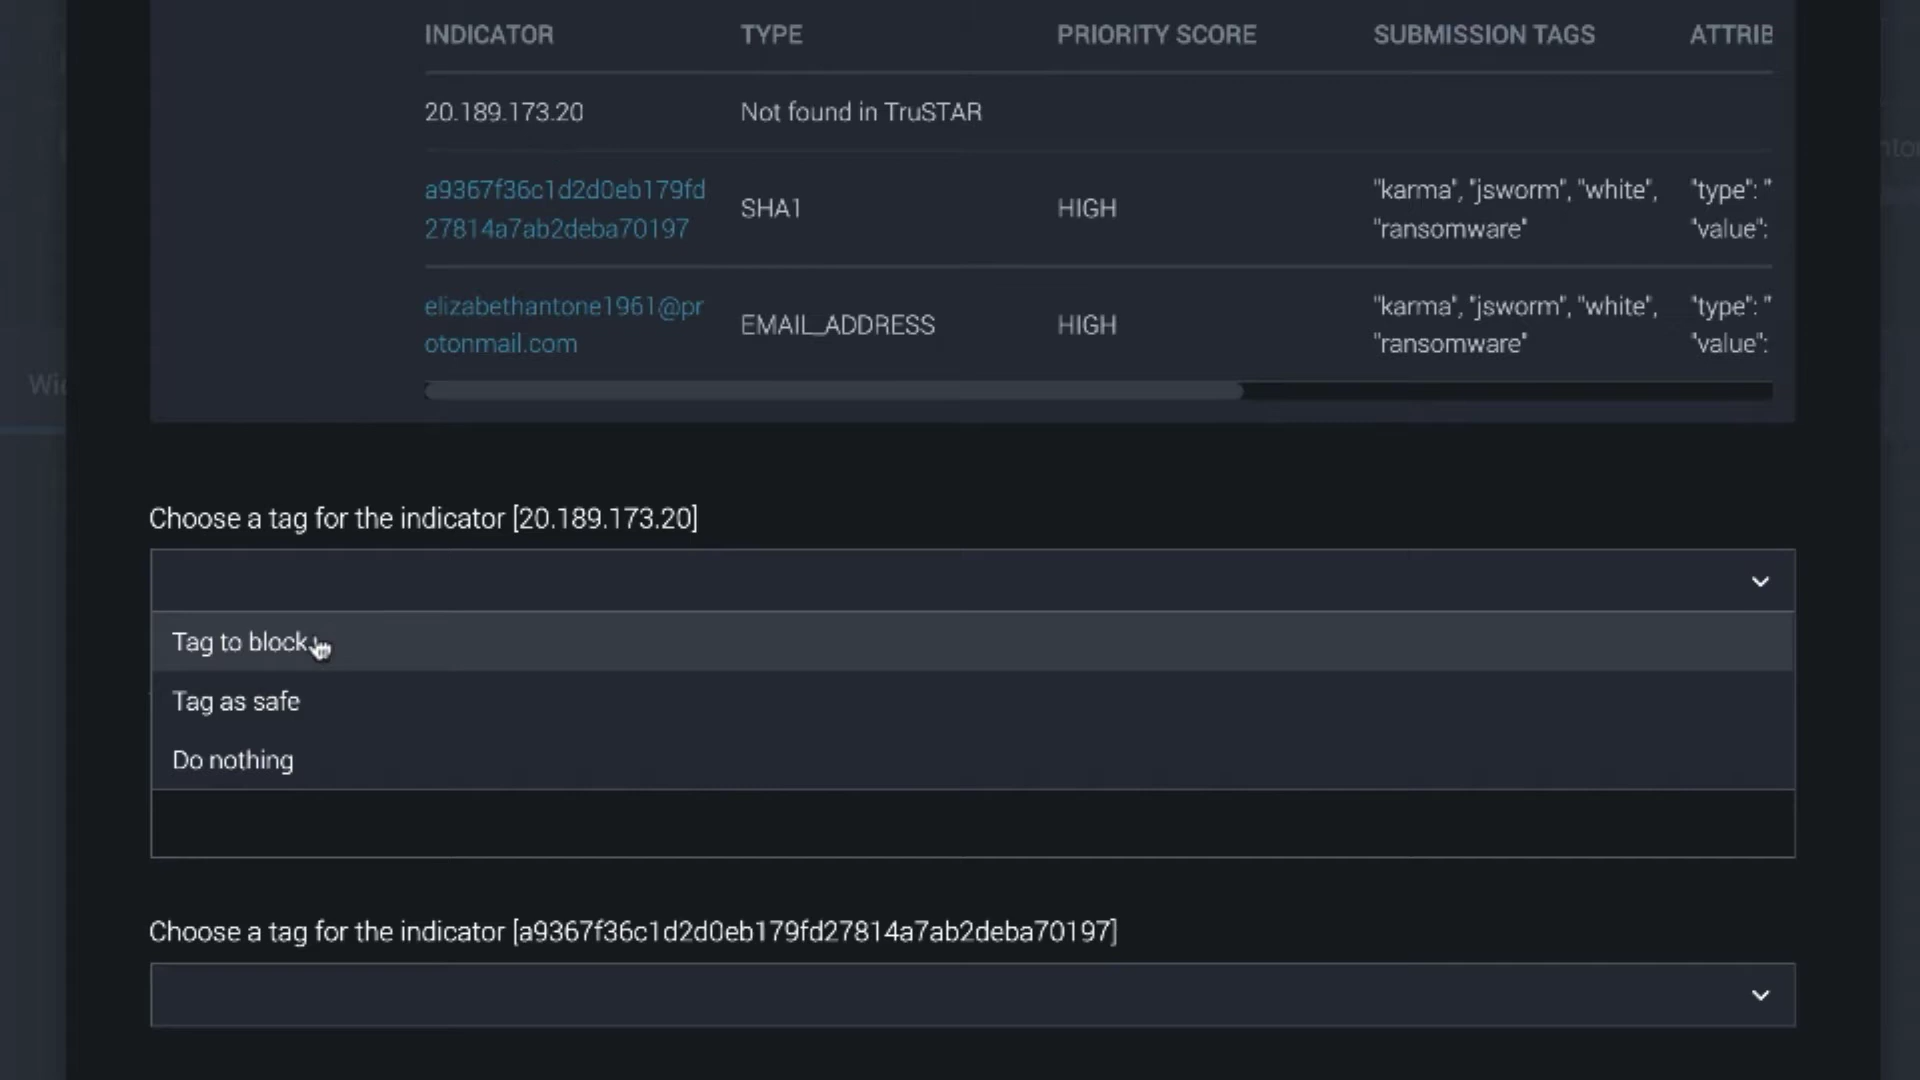 INDICATOR TYPE PRIORITY SCORE SUBMISSION TAGS ATTRIB
20.189.173.20 Not found in TruSTAR
a9367f36c1d2d0eb179fd "karma", "jsworm", "white", "type": "
27814a7ab2deba70197 SHA1 HIGH "ransomware" "value":
elizabethantone1961@pr "karma", "jsworm", "white", "type": "
otonmail.com EMAIL_ADDRESS HIGH "ransomware" "value":
Choose a tag for the indicator [20.189.173.20]
Tag to block
Tag as safe
Do nothing
Choose a tag for the indicator [a9367f36c1d2d0eb179fd27814a7ab2deba70197]